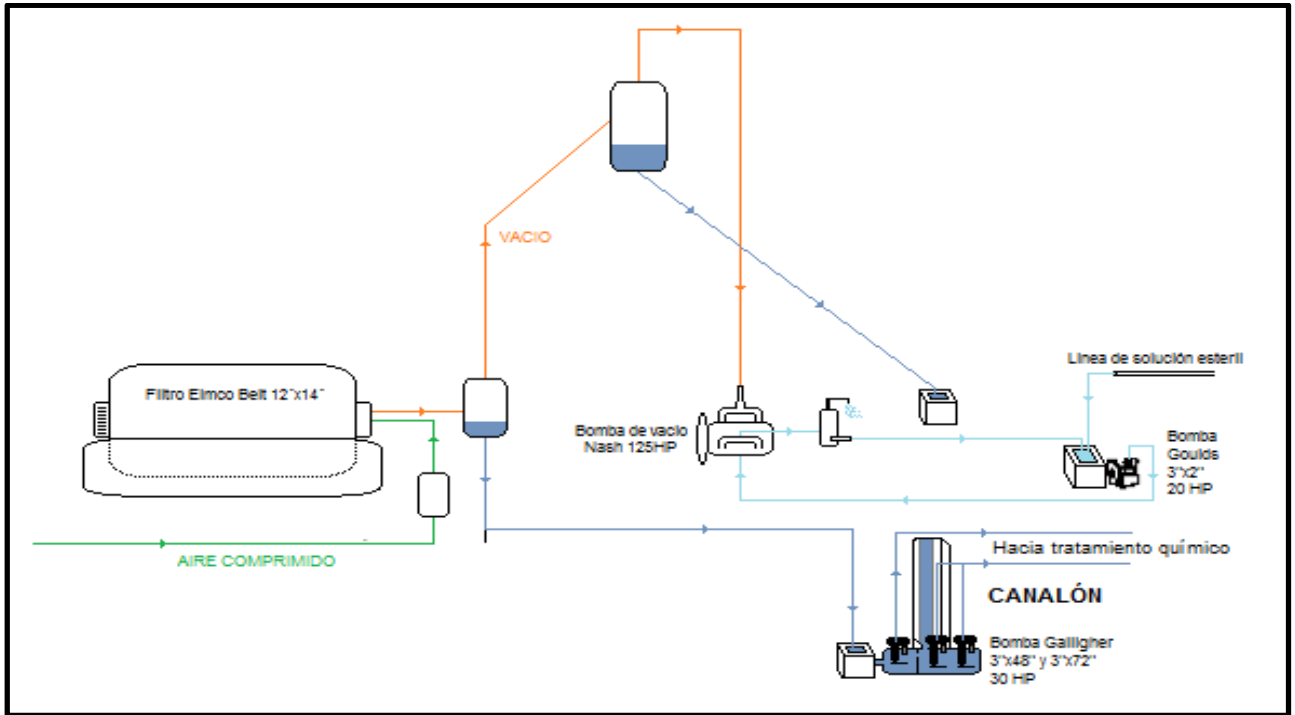 VACIO
Filtro Eimco Belt 12"x14"
AIRE COMPRIMIDO
Bomba de vacio
Nash 125HP
Linea de solución esteril
Bomba
Goulds
3"x2"
20 HP
Hacia tratamiento químico
CANALÓN
Bomba Galligher
3"x48" y 3"x72"
30 HP